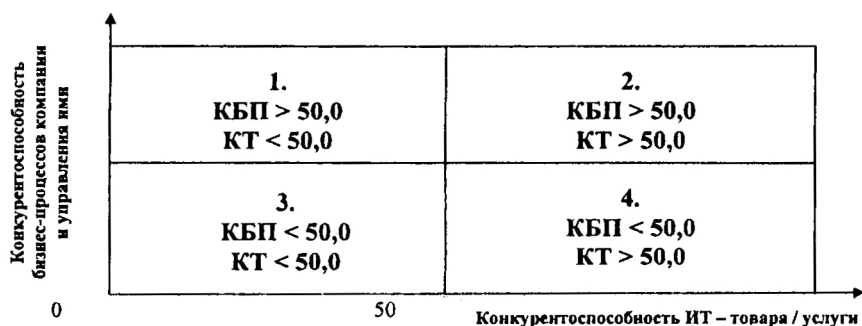 Конкурентоспособность
бизнес-процессов компании
и управления ими
1.
КБП > 50,0
КТ < 50,0
2.
КБП > 50,0
КТ > 50,0
3.
КБП < 50,0
КТ < 50,0
4.
КБП < 50,0
КТ > 50,0
0
50
Конкурентоспособность ИТ – товара / услуги